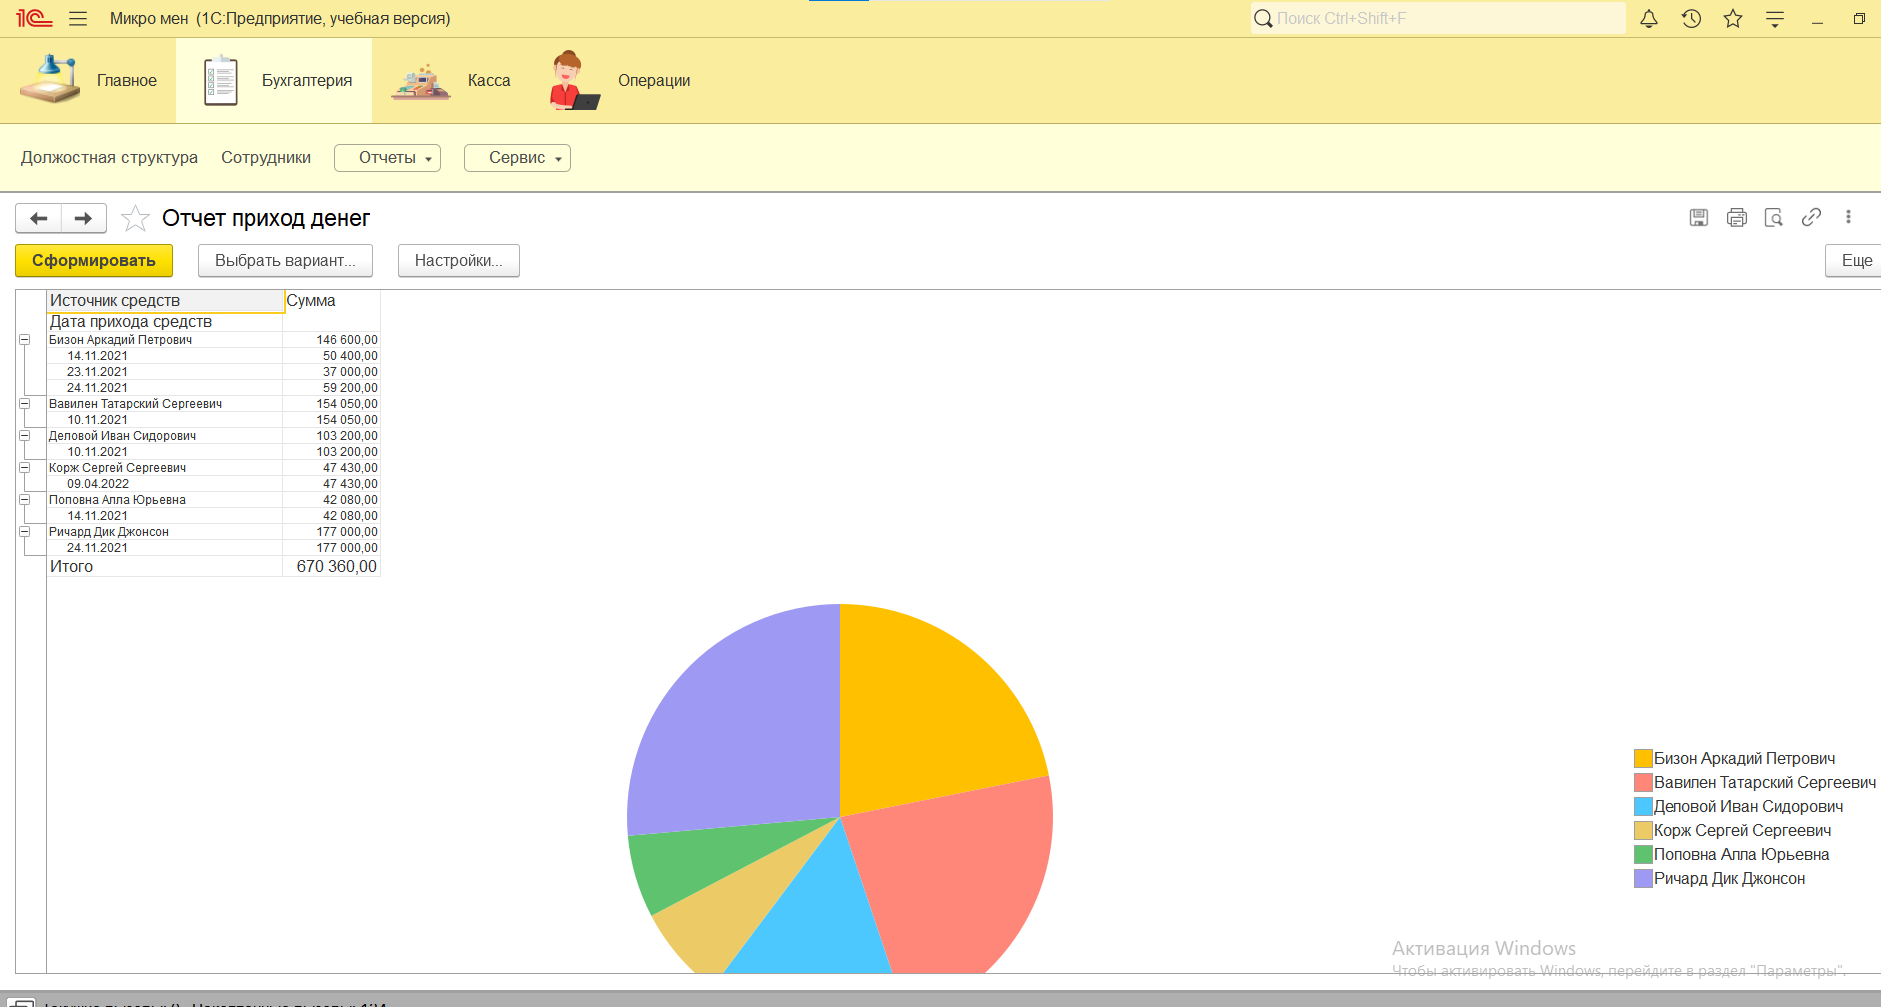 1С Микро мен (1С:Предприятие, учебная версия) Поиск Ctrl+Shift+F
Главное Бухгалтерия Касса Операции
Должостная структура Сотрудники Отчеты Сервис
Отчет приход денег
Сформировать Выбрать вариант... Настройки... Еще
Источник средств Сумма
Дата прихода средств
Бизон Аркадий Петрович 146 600,00
14.11.2021 50 400,00
23.11.2021 37 000,00
24.11.2021 59 200,00
Вавилен Татарский Сергеевич 154 050,00
10.11.2021 154 050,00
Деловой Иван Сидорович 103 200,00
10.11.2021 103 200,00
Корж Сергей Сергеевич 47 430,00
09.04.2022 47 430,00
Поповна Алла Юрьевна 42 080,00
14.11.2021 42 080,00
Ричард Дик Джонсон 177 000,00
24.11.2021 177 000,00
Итого 670 360,00
Бизон Аркадий Петрович
Вавилен Татарский Сергеевич
Деловой Иван Сидорович
Корж Сергей Сергеевич
Поповна Алла Юрьевна
Ричард Дик Джонсон
Активация Windows
Чтобы активировать Windows, перейдите в раздел "Параметры".